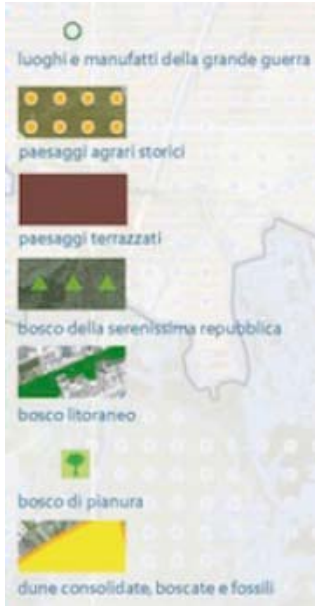 luoghi e manufatti della grande guerra
paesaggi agrari storici
paesaggi terrazzati
bosco della serenissima repubblica
bosco litoraneo
bosco di pianura
dune consolidate, boscate e fossili